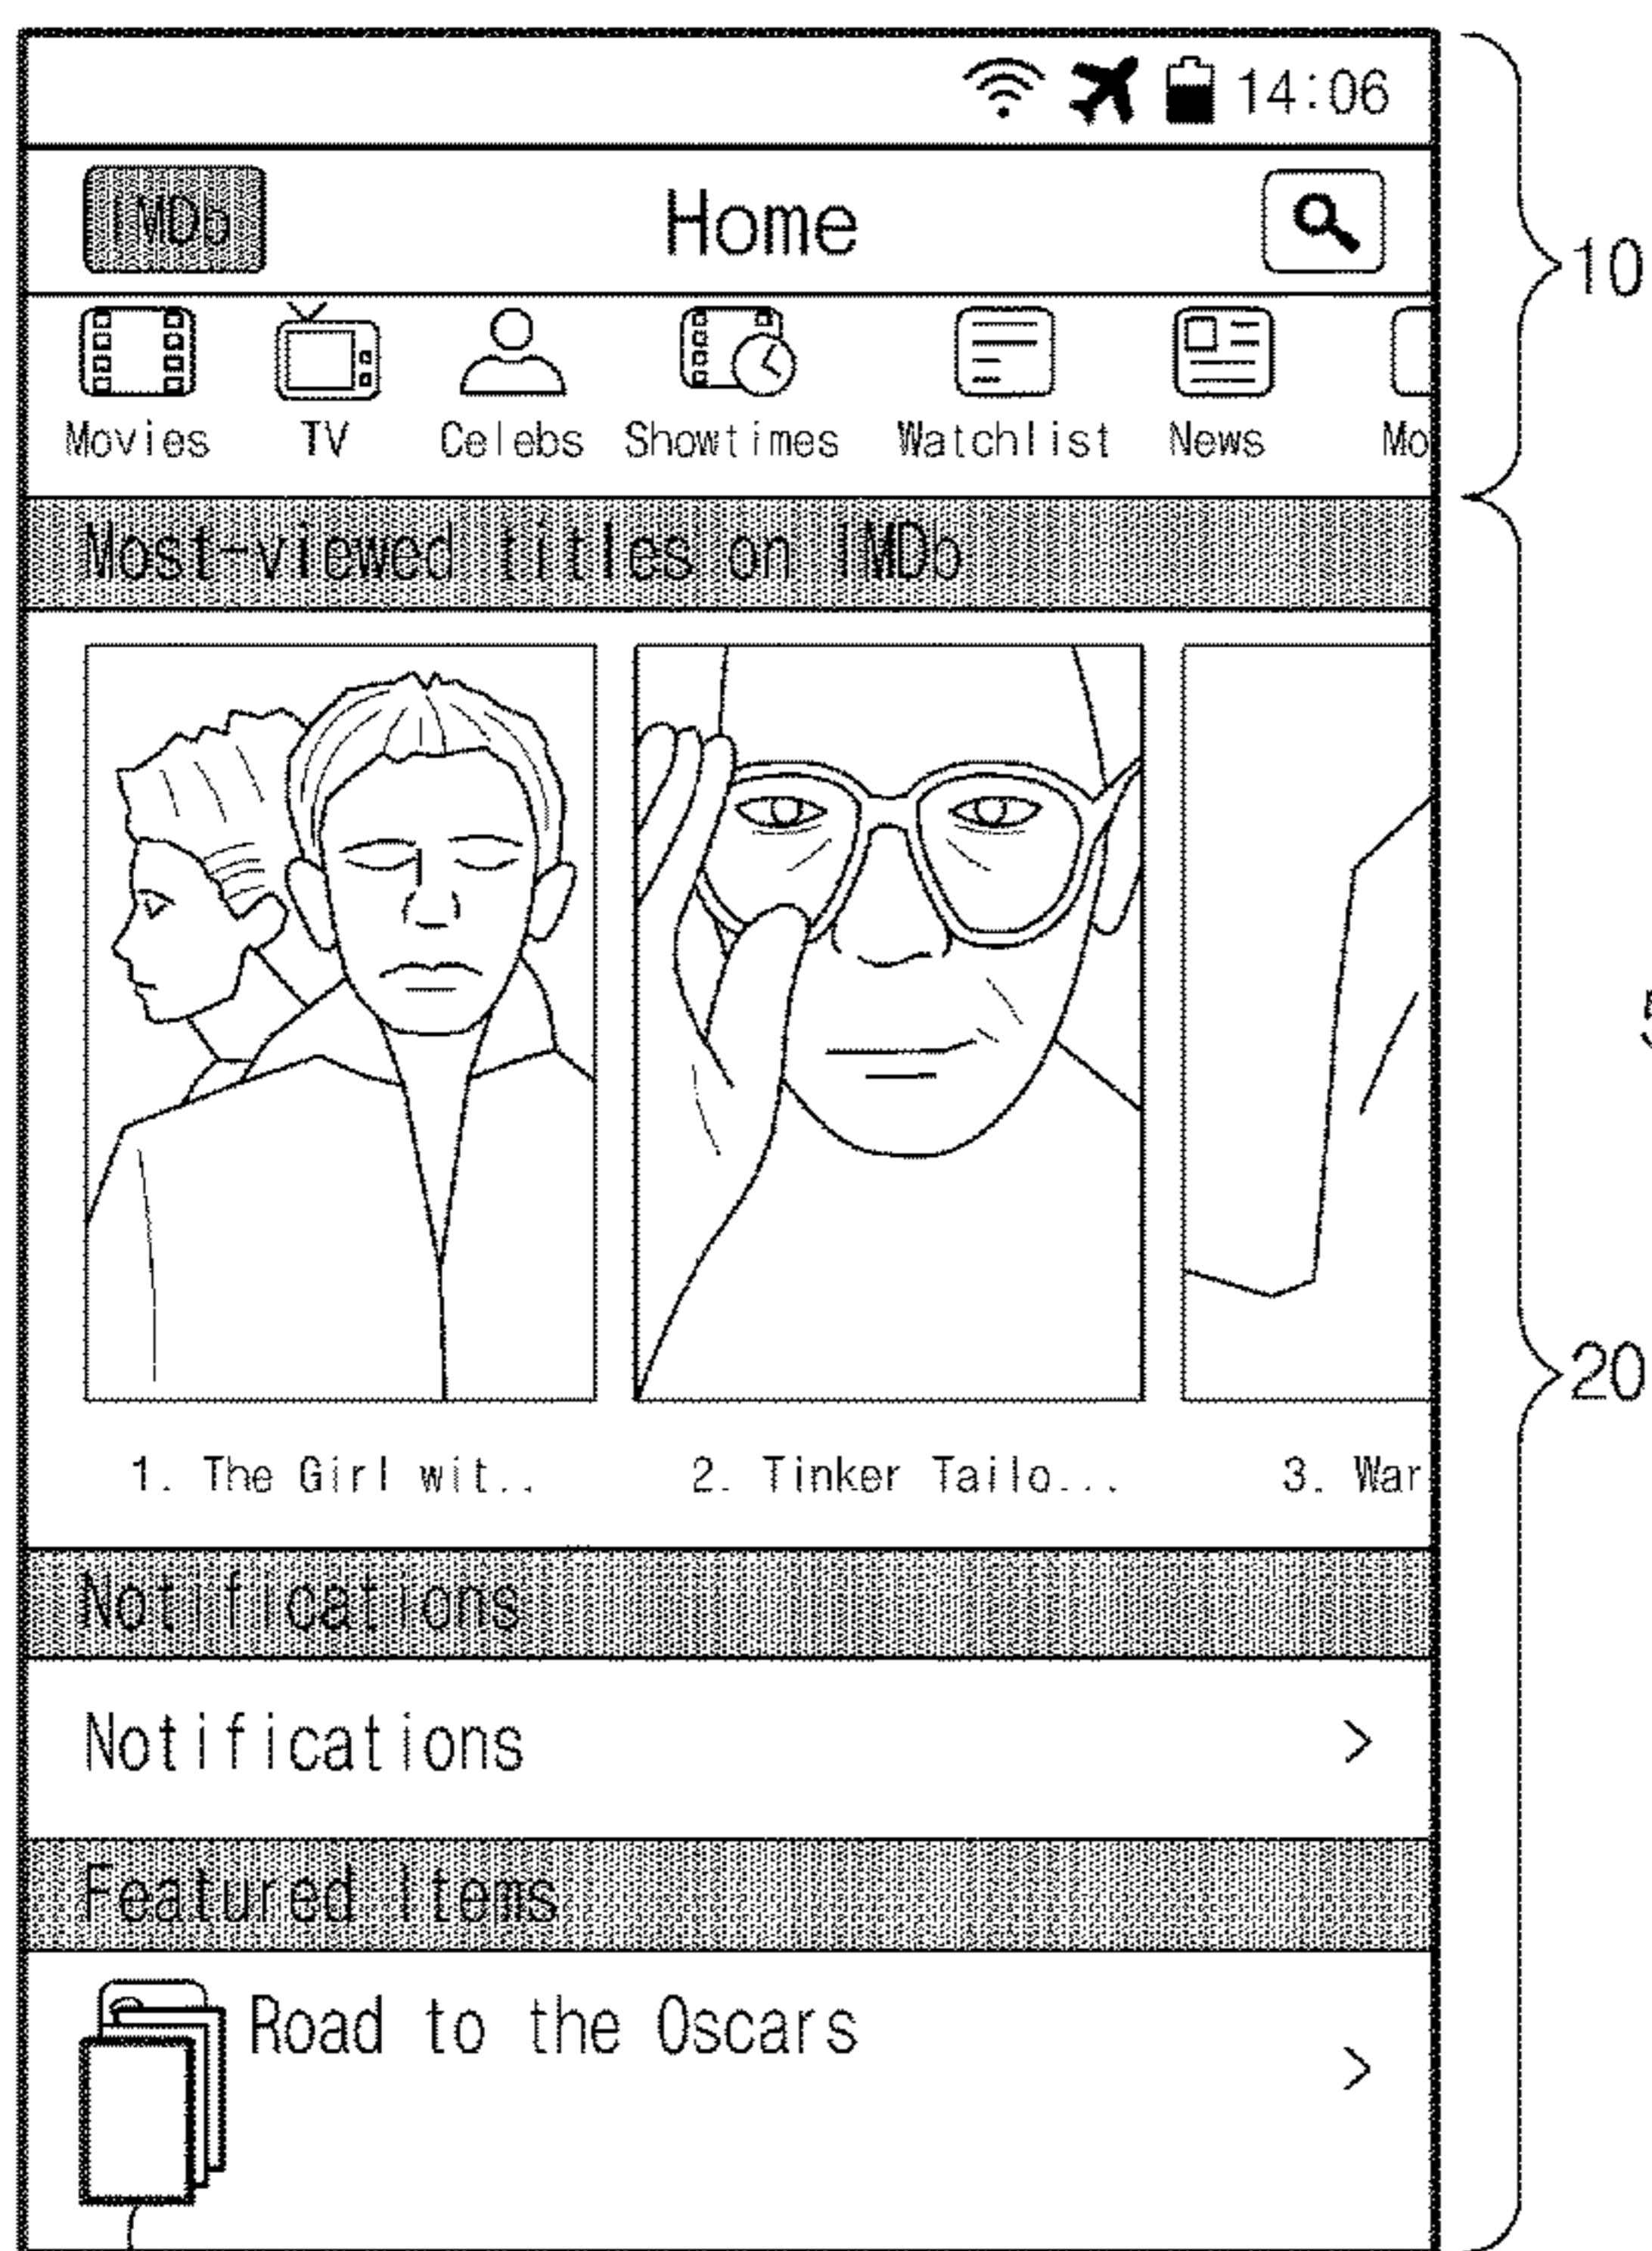 14:06
IMDb Home
10
Movies TV Celebs Showtimes Watchlist News Mo
Most-viewed titles on IMDb
20
1. The Girl wit.. 2. Tinker Tailo... 3. War
Notifications
Notifications >
Featured Items
Road to the Oscars >